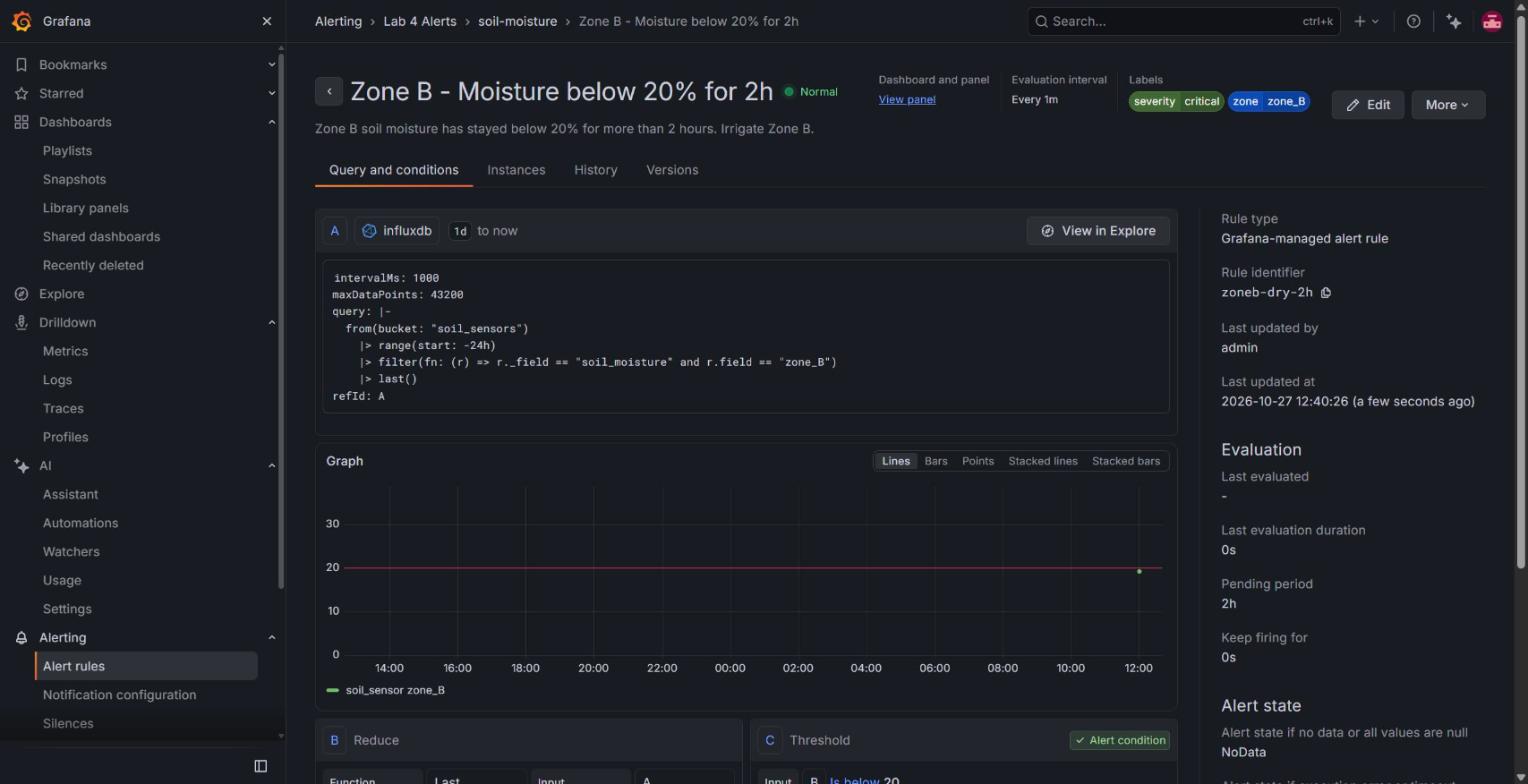 Grafana
Alerting › Lab 4 Alerts › soil-moisture › Zone B - Moisture below 20% for 2h
Search...
ctrl+k
Bookmarks
Starred
Dashboards
Playlists
Snapshots
Library panels
Shared dashboards
Recently deleted
Explore
Drilldown
Metrics
Logs
Traces
Profiles
AI
Assistant
Automations
Watchers
Usage
Settings
Alerting
Alert rules
Notification configuration
Silences
Zone B - Moisture below 20% for 2h
Normal
Zone B soil moisture has stayed below 20% for more than 2 hours. Irrigate Zone B.
Dashboard and panel
View panel
Evaluation interval
Every 1m
Labels
severity critical
zone zone_B
Edit
More
Query and conditions
Instances
History
Versions
A
influxdb
1d to now
View in Explore
intervalMs: 1000
maxDataPoints: 43200
query: |-
from(bucket: "soil_sensors")
|> range(start: -24h)
|> filter(fn: (r) => r._field == "soil_moisture" and r.field == "zone_B")
|> last()
refId: A
Graph
Lines
Bars
Points
Stacked lines
Stacked bars
30
20
10
0
14:00
16:00
18:00
20:00
22:00
00:00
02:00
04:00
06:00
08:00
10:00
12:00
soil_sensor zone_B
B
Reduce
Function
Last
Input
A
C
Threshold
Alert condition
Input
B
Is below 20
Rule type
Grafana-managed alert rule
Rule identifier
zoneb-dry-2h
Last updated by
admin
Last updated at
2026-10-27 12:40:26 (a few seconds ago)
Evaluation
Last evaluated
-
Last evaluation duration
0s
Pending period
2h
Keep firing for
0s
Alert state
Alert state if no data or all values are null
NoData
Alert state if execution error or timeout